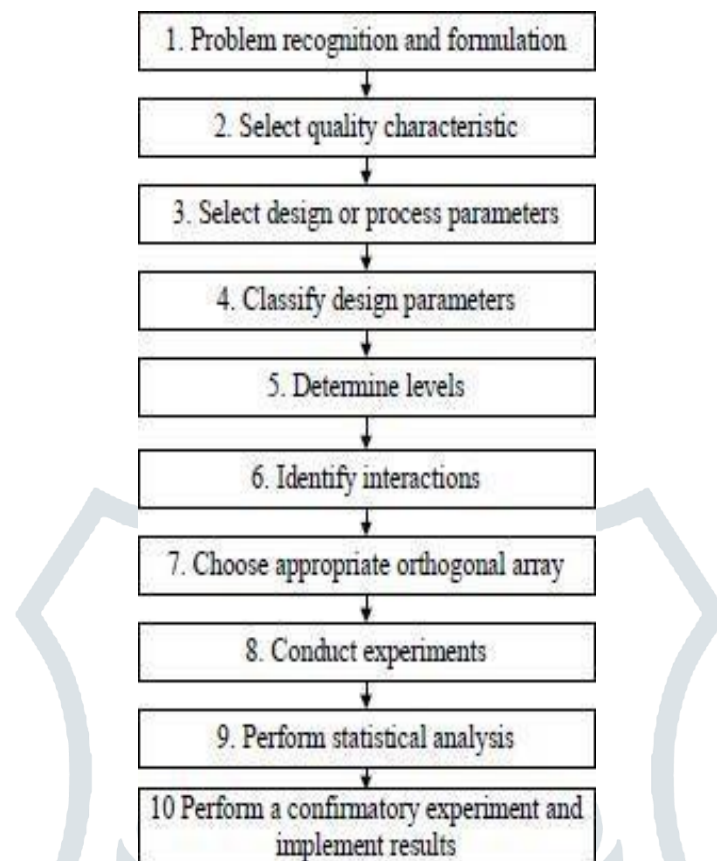 1. Problem recognition and formulation
2. Select quality characteristic
3. Select design or process parameters
4. Classify design parameters
5. Determine levels
6. Identify interactions
7. Choose appropriate orthogonal array
8. Conduct experiments
9. Perform statistical analysis
10 Perform a confirmatory experiment and
implement results